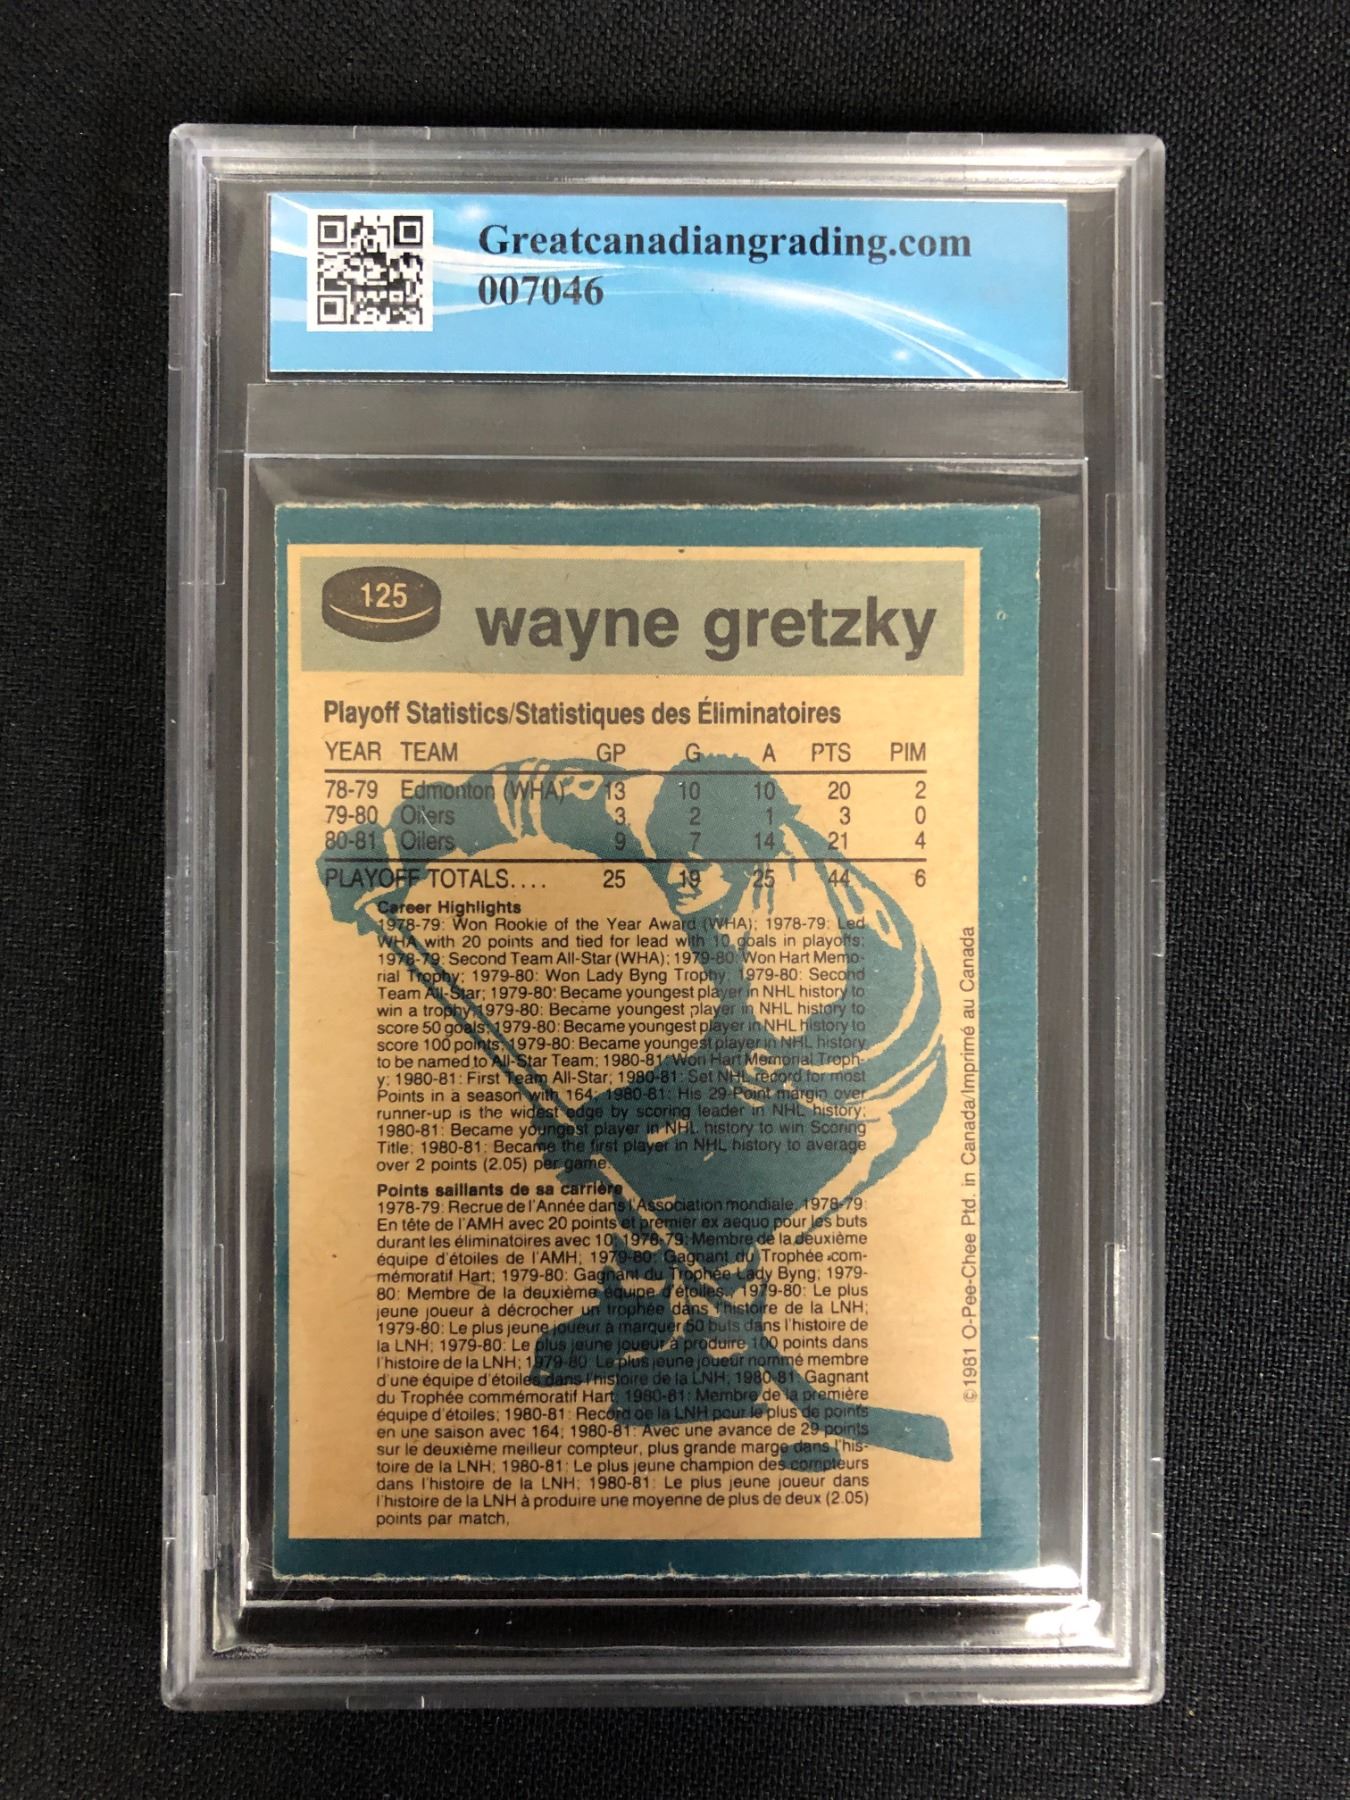 Greatcanadiangrading.com
007046
125
wayne gretzky
Playoff Statistics/Statistiques des Éliminatoires
YEAR TEAM GP G A PTS PIM
78-79 Edmonton (WHA) 13 10 10 20 2
79-80 Oilers 3 2 1 3 0
80-81 Oilers 9 7 14 21 4
PLAYOFF TOTALS.... 25 19 25 44 6
Career Highlights
1978-79: Won Rookie of the Year Award (WHA); 1978-79: Led
WHA with 20 points and tied for lead with 10 goals in playoffs;
1978-79: Second Team All-Star (WHA); 1979-80: Won Hart Memo-
rial Trophy; 1979-80: Won Lady Byng Trophy; 1979-80: Second
Team All-Star; 1979-80: Became youngest player in NHL history to
win a trophy; 1979-80: Became youngest player in NHL history to
score 50 goals; 1979-80: Became youngest player in NHL history to
score 100 points; 1979-80: Became youngest player in NHL history
to be named to All-Star Team; 1980-81: Won Hart Memorial Troph-
y; 1980-81: First Team All-Star; 1980-81: Set NHL record for most
Points in a season with 164; 1980-81: His 29-Point margin over
runner-up is the widest edge by scoring leader in NHL history;
1980-81: Became youngest player in NHL history to win Scoring
Title; 1980-81: Became the first player in NHL history to average
over 2 points (2.05) per game.
Points saillants de sa carrière
1978-79: Recrue de l'Année dans l'Association mondiale, 1978-79:
En tête de l'AMH avec 20 points et premier ex aequo pour les buts
durant les éliminatoires avec 10; 1978-79: Membre de la deuxième
équipe d'étoiles de l'AMH; 1979-80: Gagnant du Trophée com-
mémoratif Hart; 1979-80: Gagnant du Trophée Lady Byng; 1979-
80: Membre de la deuxième équipe d'étoiles; 1979-80: Le plus
jeune joueur à décrocher un trophée dans l'histoire de la LNH;
1979-80: Le plus jeune joueur à marquer 50 buts dans l'histoire de
la LNH; 1979-80: Le plus jeune joueur à produire 100 points dans
l'histoire de la LNH; 1979-80: Le plus jeune joueur nommé membre
d'une équipe d'étoiles dans l'histoire de la LNH; 1980-81: Gagnant
du Trophée commémoratif Hart; 1980-81: Membre de la première
équipe d'étoiles; 1980-81: Record de la LNH pour le plus de points
en une saison avec 164; 1980-81: Avec une avance de 29 points
sur le deuxième meilleur compteur, plus grande marge dans l'his-
toire de la LNH; 1980-81: Le plus jeune champion des compteurs
dans l'histoire de la LNH; 1980-81: Le plus jeune joueur dans
l'histoire de la LNH à produire une moyenne de plus de deux (2.05)
points par match,
©1981 O-Pee-Chee Ptd. in Canada/Imprimé au Canada